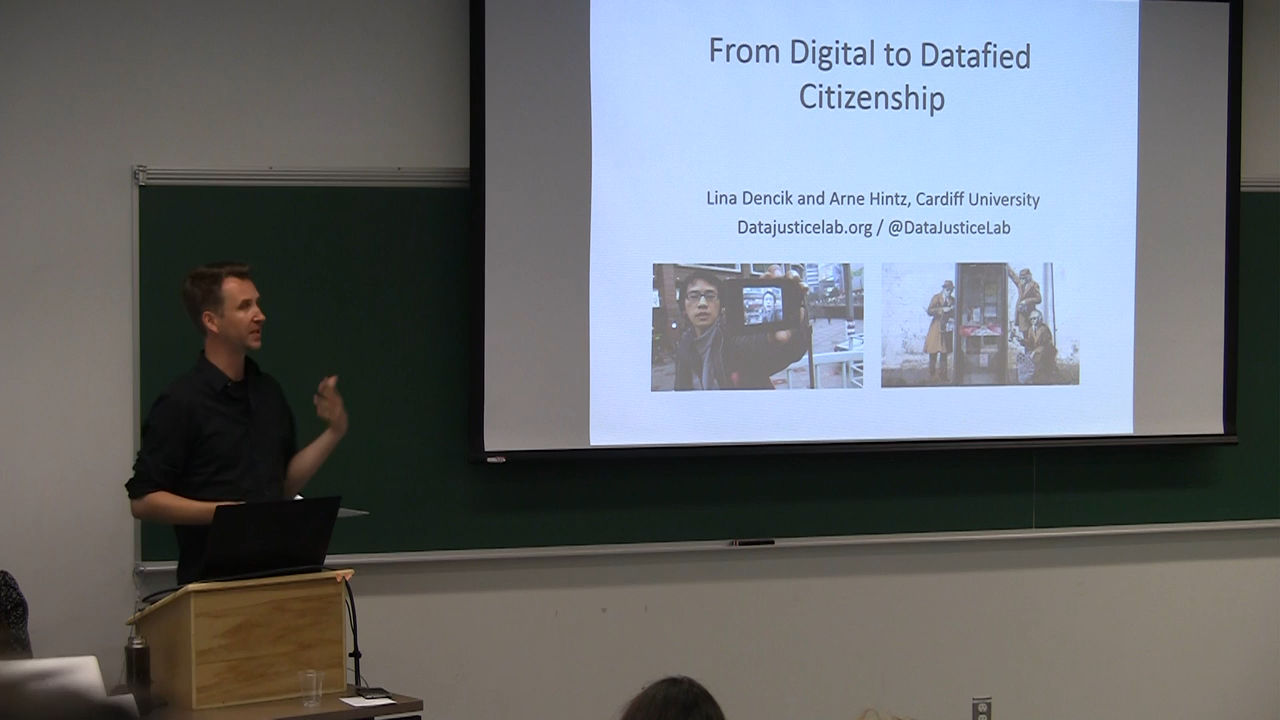 From Digital to Datafied
Citizenship
Lina Dencik and Arne Hintz, Cardiff University
Datajusticelab.org / @DataJusticeLab